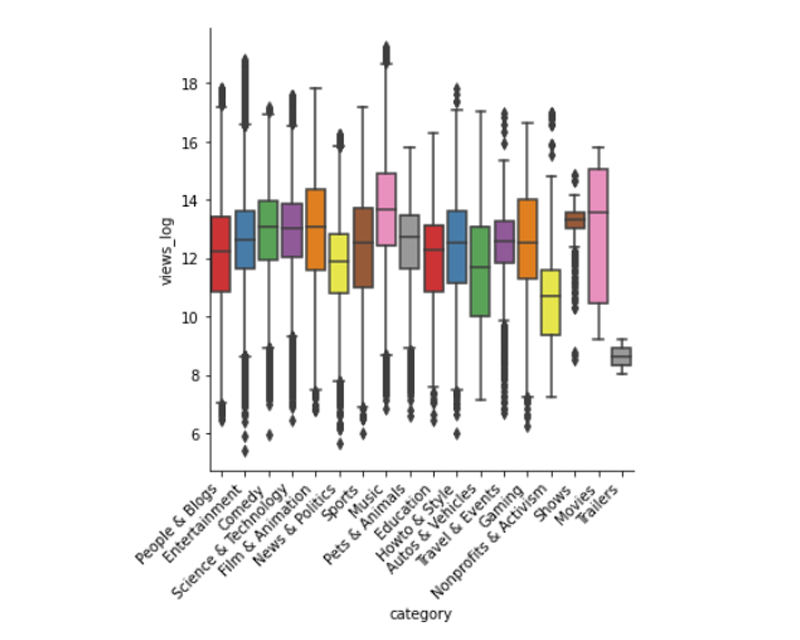 18
16
14
12
10
8
6
views_log
People & Blogs
Entertainment
Comedy
Science & Technology
Film & Animation
News & Politics
Sports
Music
Pets & Animals
Education
Howto & Style
Autos & Vehicles
Travel & Events
Gaming
Nonprofits & Activism
Shows
Movies
Trailers
category